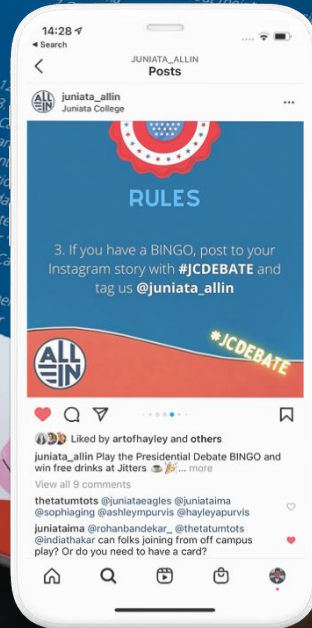 14:28
Search
JUNIATA_ALLIN
Posts
ALL
IN
juniata_allin
Juniata College
RULES
3. If you have a BINGO, post to your
Instagram story with #JCDEBATE and
tag us @juniata_allin
#JCDEBATE
ALL
IN
Liked by artofhayley and others
juniata_allin Play the Presidential Debate BINGO and
win free drinks at Jitters ☕🎉... more
View all 9 comments
thetatumtots @juniataeagles @juniataima
@sophiaging @ashleympurvis @hayleyapurvis
juniataima @rohanbandekar_ @thetatumtots
@indiathakar can folks joining from off campus
play? Or do you need to have a card?